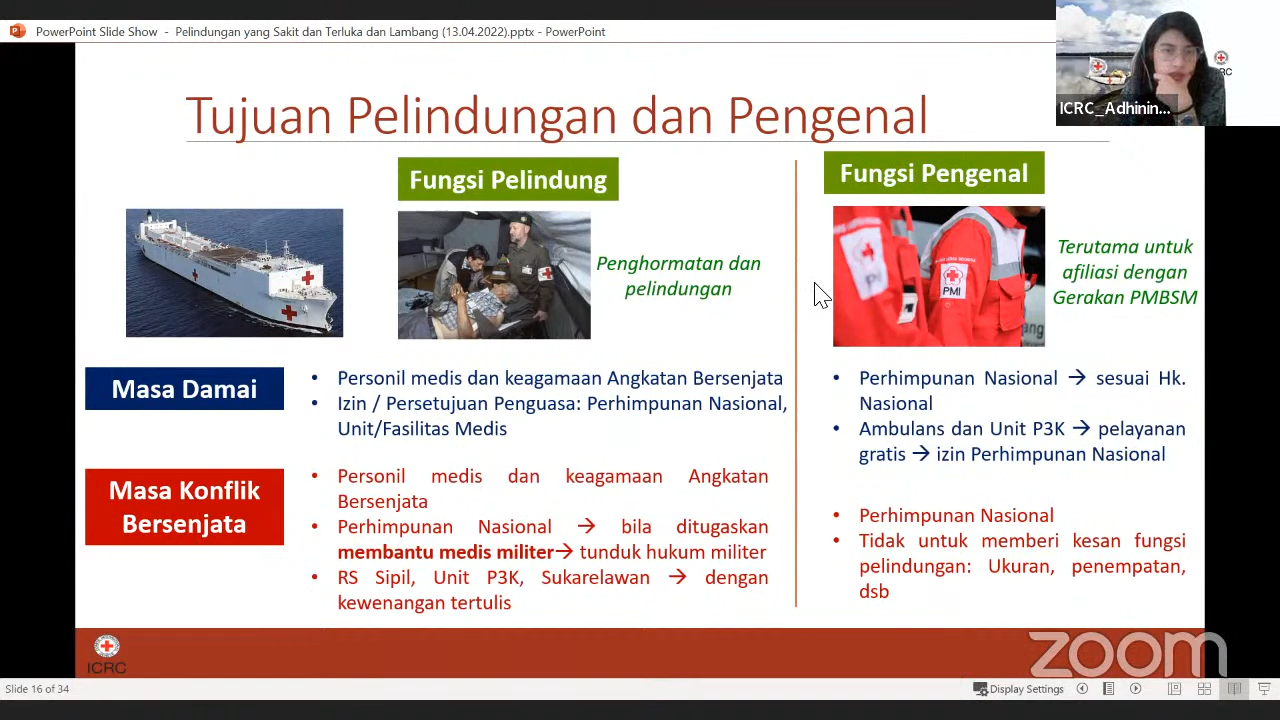 PowerPoint Slide Show - Pelindungan yang Sakit dan Terluka dan Lambang (13.04.2022).pptx - PowerPoint
ICRC_Adhinin...
RC
Tujuan Pelindungan dan Pengenal
Fungsi Pelindung
Fungsi Pengenal
Penghormatan dan
pelindungan
PMI
Terutama untuk
afiliasi dengan
Gerakan PMBSM
Masa Damai
• Personil medis dan keagamaan Angkatan Bersenjata
• Izin / Persetujuan Penguasa: Perhimpunan Nasional,
Unit/Fasilitas Medis
• Perhimpunan Nasional → sesuai Hk.
Nasional
• Ambulans dan Unit P3K → pelayanan
gratis → izin Perhimpunan Nasional
Masa Konflik
Bersenjata
• Personil medis dan keagamaan Angkatan
Bersenjata
• Perhimpunan Nasional → bila ditugaskan
membantu medis militer→ tunduk hukum militer
• RS Sipil, Unit P3K, Sukarelawan → dengan
kewenangan tertulis
• Perhimpunan Nasional
• Tidak untuk memberi kesan fungsi
pelindungan: Ukuran, penempatan,
dsb
ICRC
zoom
Slide 16 of 34
Display Settings